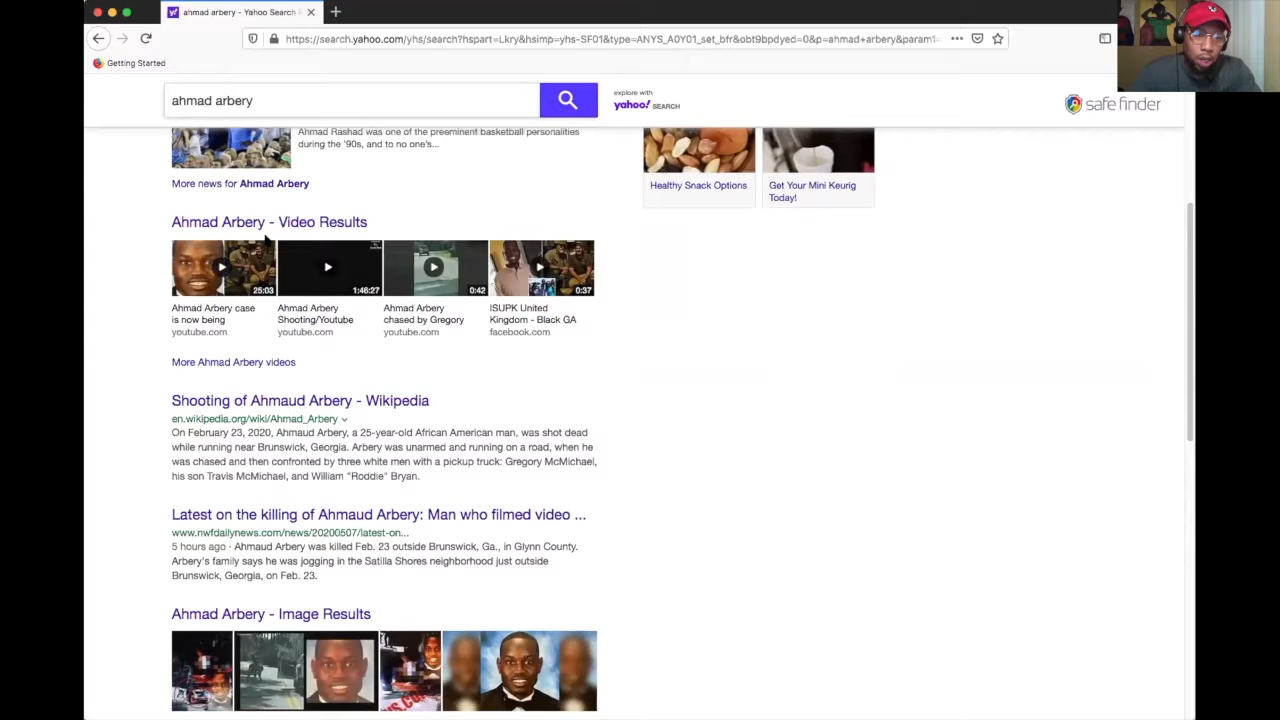 ahmad arbery - Yahoo Search
https://search.yahoo.com/yhs/search?hspart=Lkry&hsimp=yhs-SF01&type=ANYS_A0Y01_set_bfr&obt9bpdyed=0&p=ahmad+arbery&param1=
Getting Started
ahmad arbery
explore with
yahoo! SEARCH
safe finder
Ahmad Rashad was one of the preeminent basketball personalities
during the '90s, and to no one's...
More news for Ahmad Arbery
Healthy Snack Options
Get Your Mini Keurig
Today!
Ahmad Arbery - Video Results
25:03
1:46:27
0:42
0:37
Ahmad Arbery case
is now being
youtube.com
Ahmad Arbery
Shooting/Youtube
youtube.com
Ahmad Arbery
chased by Gregory
youtube.com
ISUPK United
Kingdom - Black GA
facebook.com
More Ahmad Arbery videos
Shooting of Ahmaud Arbery - Wikipedia
en.wikipedia.org/wiki/Ahmad_Arbery
On February 23, 2020, Ahmaud Arbery, a 25-year-old African American man, was shot dead
while running near Brunswick, Georgia. Arbery was unarmed and running on a road, when he
was chased and then confronted by three white men with a pickup truck: Gregory McMichael,
his son Travis McMichael, and William "Roddie" Bryan.
Latest on the killing of Ahmaud Arbery: Man who filmed video ...
www.nwfdailynews.com/news/20200507/latest-on...
5 hours ago · Ahmaud Arbery was killed Feb. 23 outside Brunswick, Ga., in Glynn County.
Arbery's family says he was jogging in the Satilla Shores neighborhood just outside
Brunswick, Georgia, on Feb. 23.
Ahmad Arbery - Image Results